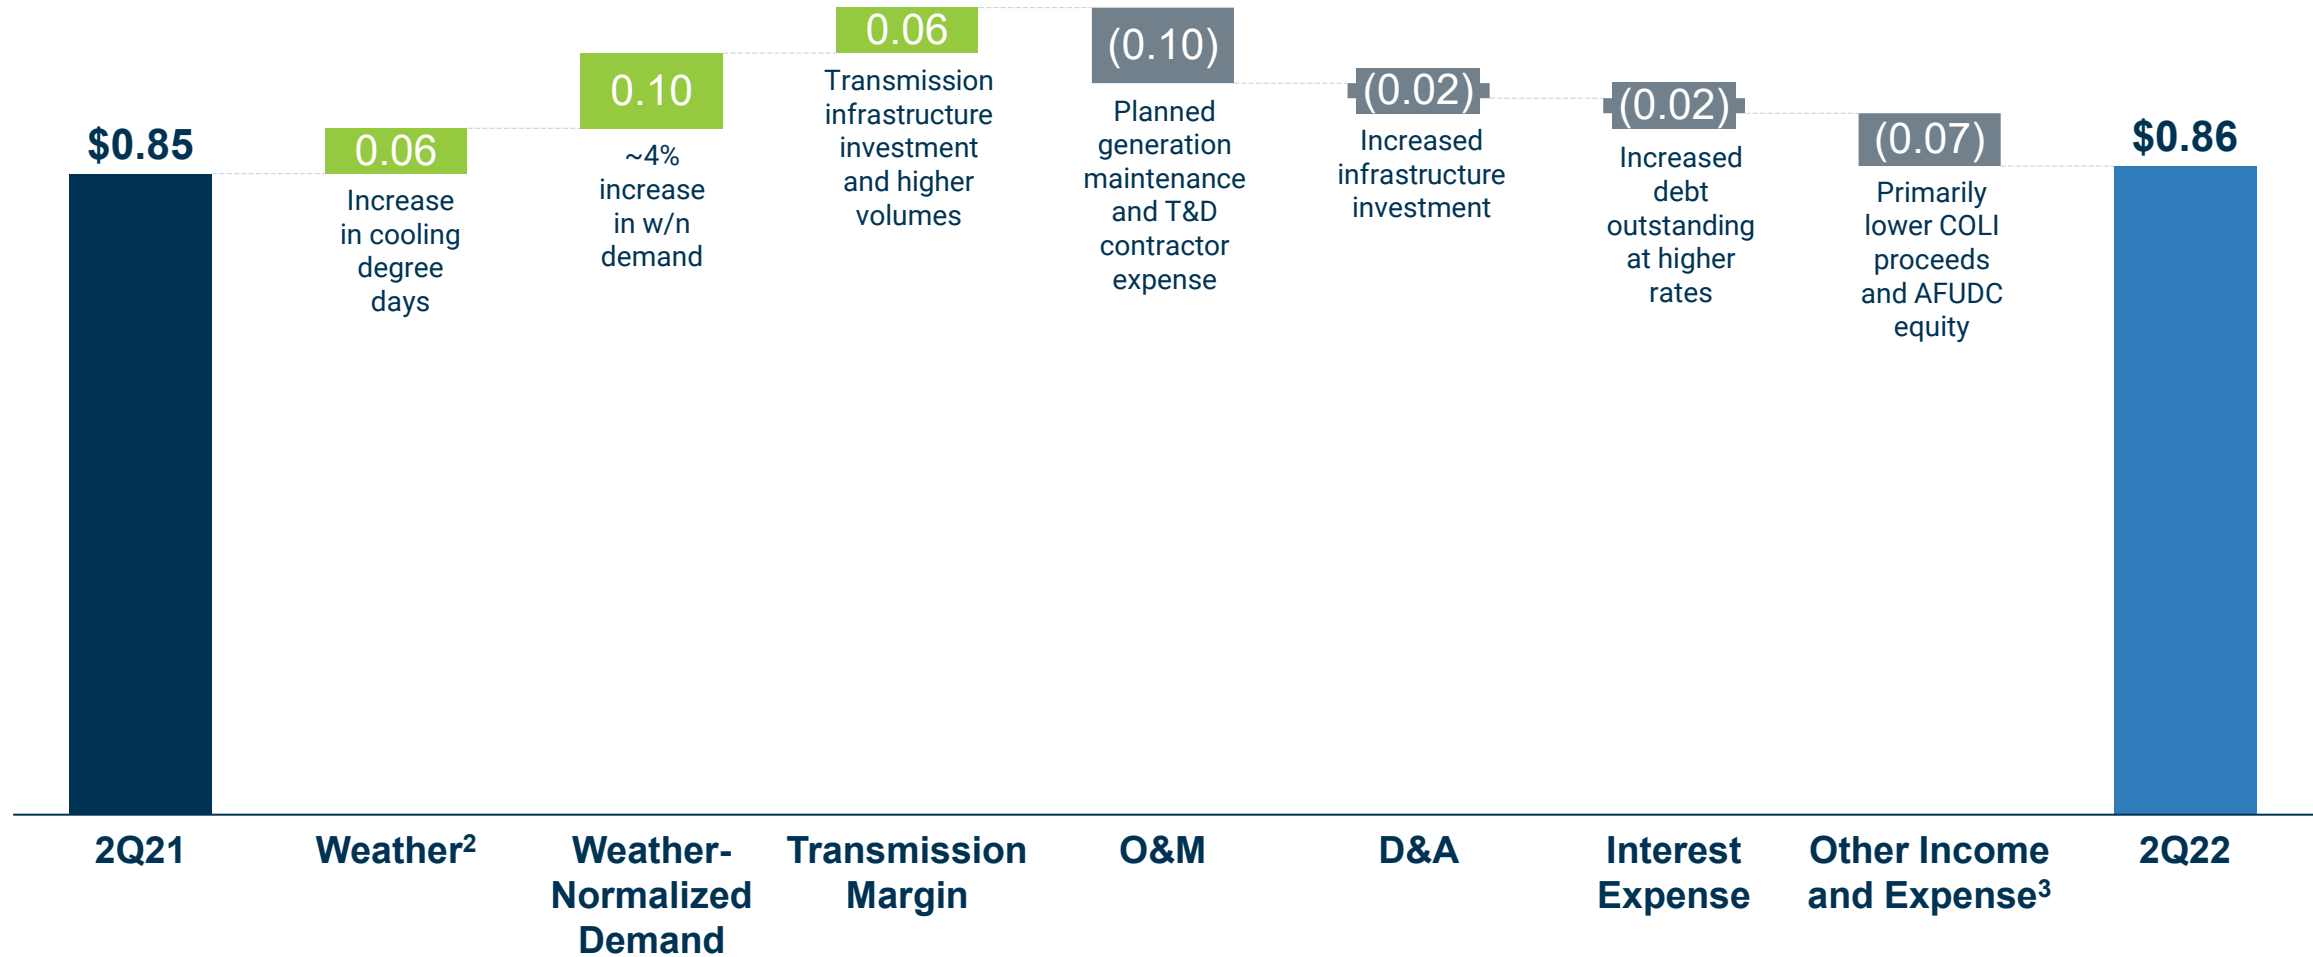 $0.85
0.06
Increase
in cooling
degree
days
0.10
~4%
increase
in w/n
demand
0.06
Transmission
infrastructure
investment
and higher
volumes
(0.10)
Planned
generation
maintenance
and T&D
contractor
expense
(0.02)
Increased
infrastructure
investment
(0.02)
Increased
debt
outstanding
at higher
rates
(0.07)
Primarily
lower COLI
proceeds
and AFUDC
equity
$0.86
2Q21
Weather²
Weather-
Normalized
Demand
Transmission
Margin
O&M
D&A
Interest
Expense
Other Income
and Expense³
2Q22